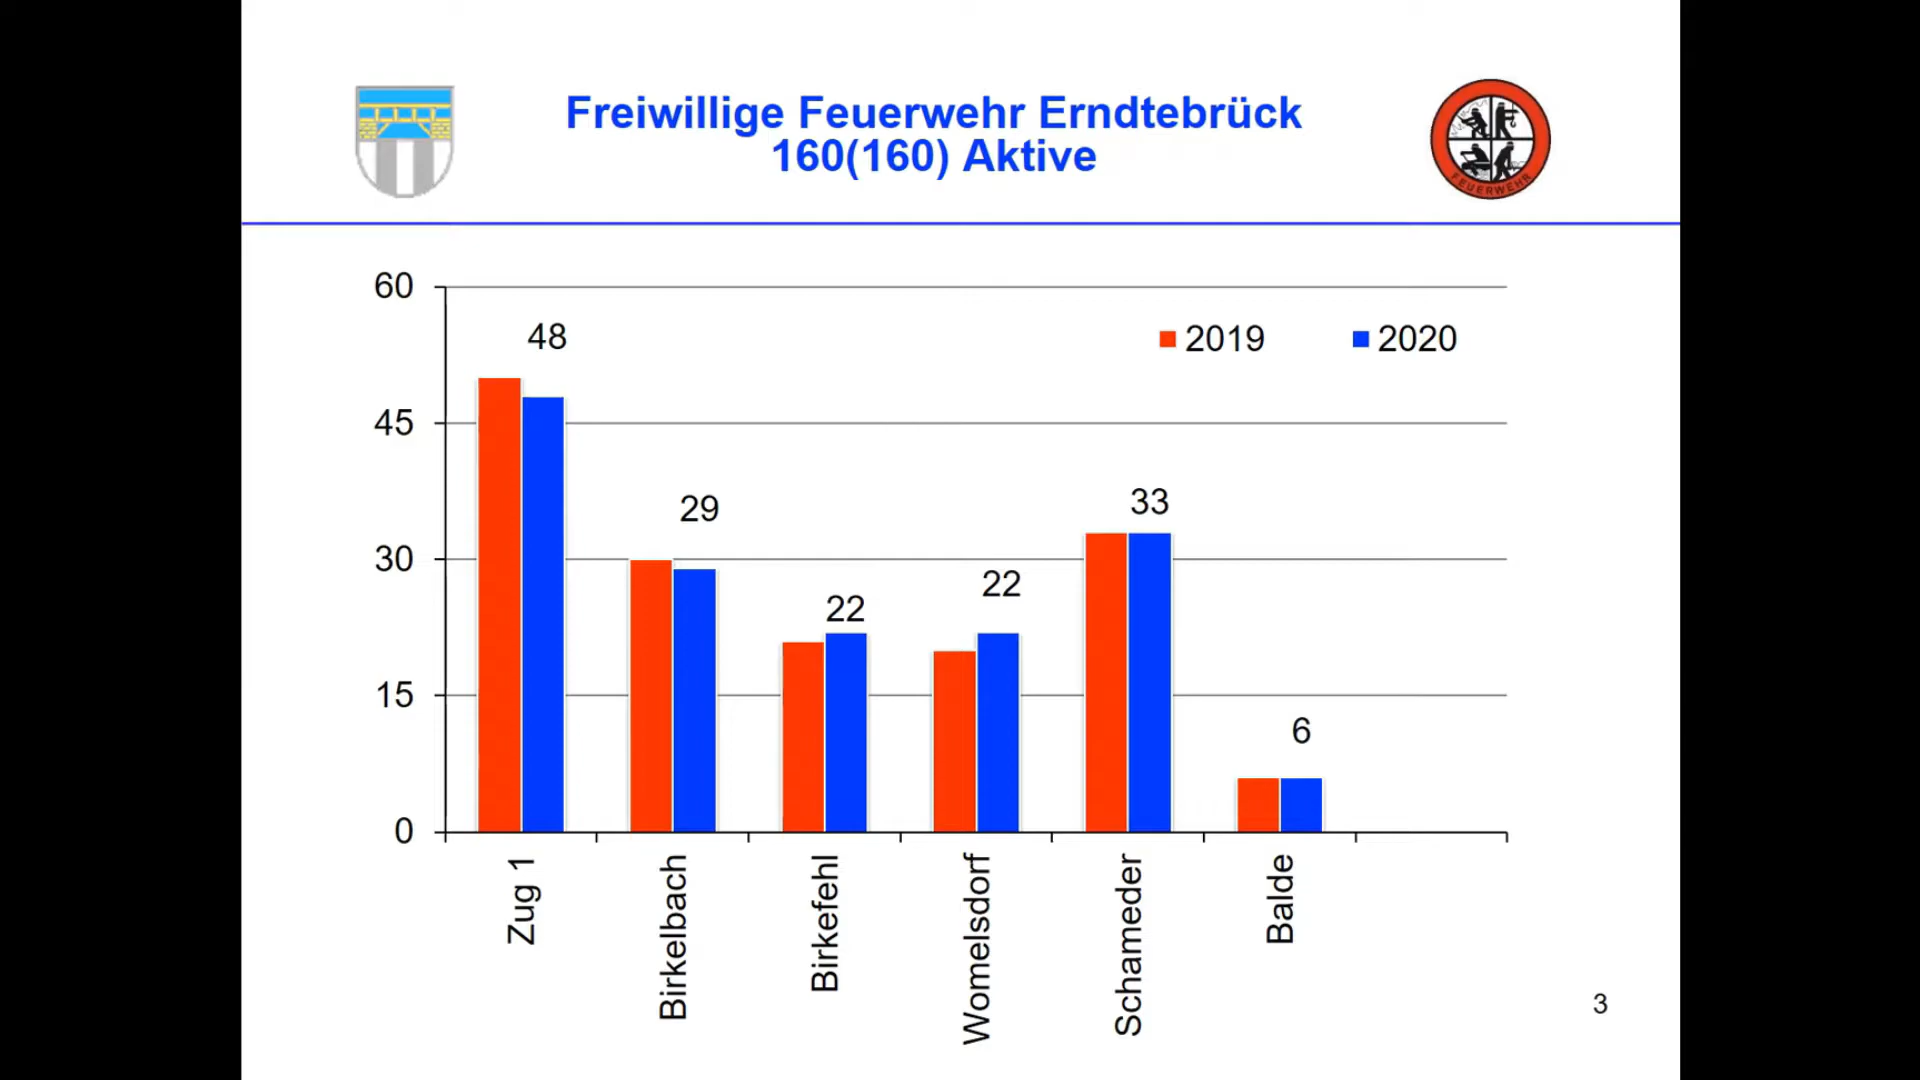 Freiwillige Feuerwehr Erndtebrück
160(160) Aktive
FEUERWEHR
60
45
30
15
0
2019
2020
48
29
22
22
33
6
Zug 1
Birkelbach
Birkefehl
Womelsdorf
Schameder
Balde
3